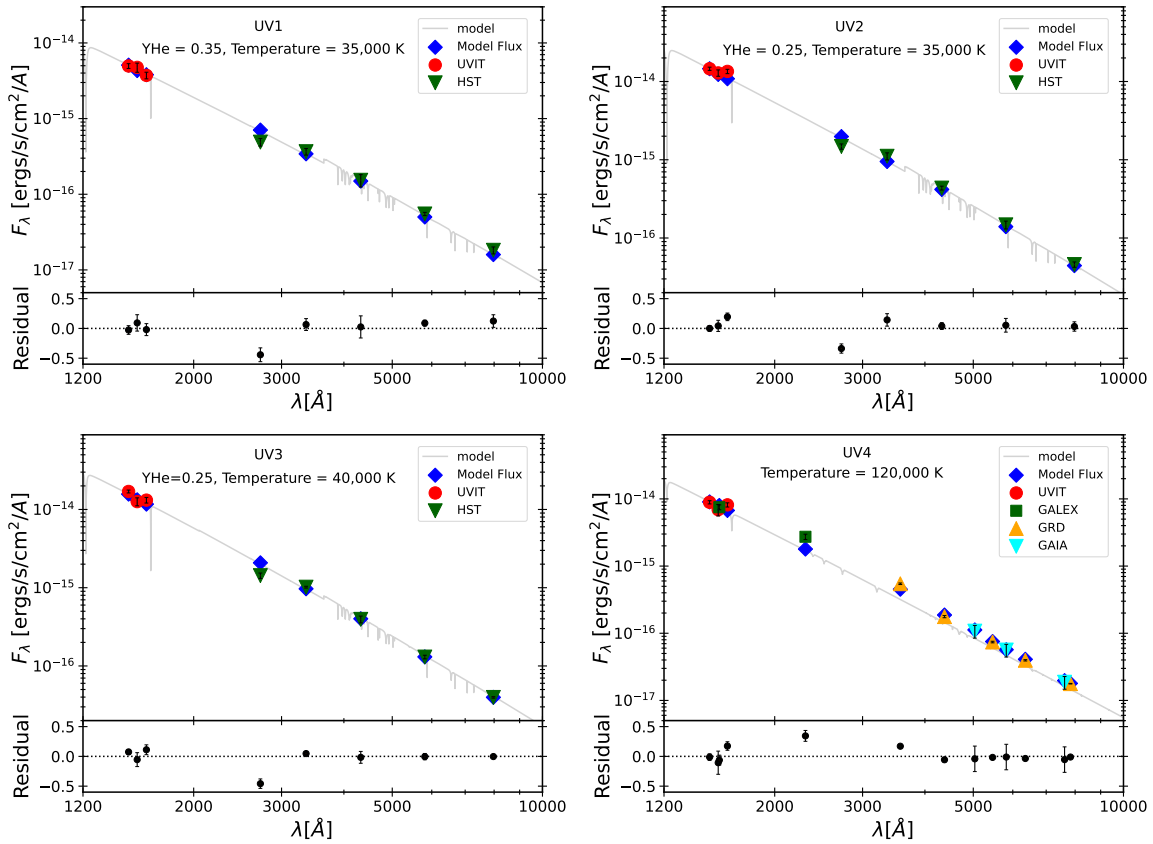 UV1
YHe = 0.35, Temperature = 35,000 K
model
Model Flux
UVIT
HST
10⁻¹⁴
10⁻¹⁵
10⁻¹⁶
10⁻¹⁷
F_λ [ergs/s/cm²/A]
0.5
0.0
−0.5
Residual
1200
2000
3000
5000
10000
λ[Å]
UV2
YHe = 0.25, Temperature = 35,000 K
model
Model Flux
UVIT
HST
10⁻¹⁴
10⁻¹⁵
10⁻¹⁶
F_λ [ergs/s/cm²/A]
0.5
0.0
−0.5
Residual
1200
2000
3000
5000
10000
λ[Å]
UV3
YHe=0.25, Temperature = 40,000 K
model
Model Flux
UVIT
HST
10⁻¹⁴
10⁻¹⁵
10⁻¹⁶
F_λ [ergs/s/cm²/A]
0.5
0.0
−0.5
Residual
1200
2000
3000
5000
10000
λ[Å]
UV4
Temperature = 120,000 K
model
Model Flux
UVIT
GALEX
GRD
GAIA
10⁻¹⁴
10⁻¹⁵
10⁻¹⁶
10⁻¹⁷
F_λ [ergs/s/cm²/A]
0.5
0.0
−0.5
Residual
1200
2000
3000
5000
10000
λ[Å]